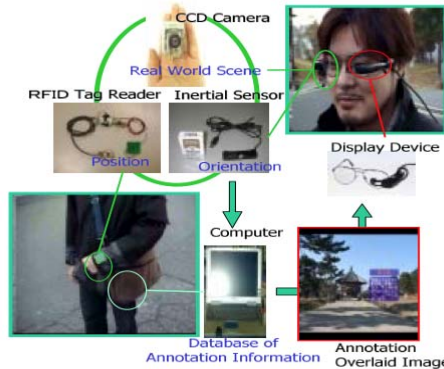 CCD Camera
Real World Scene
RFID Tag Reader
Inertial Sensor
Position
Orientation
Display Device
Computer
Database of
Annotation Information
Annotation
Overlaid Image